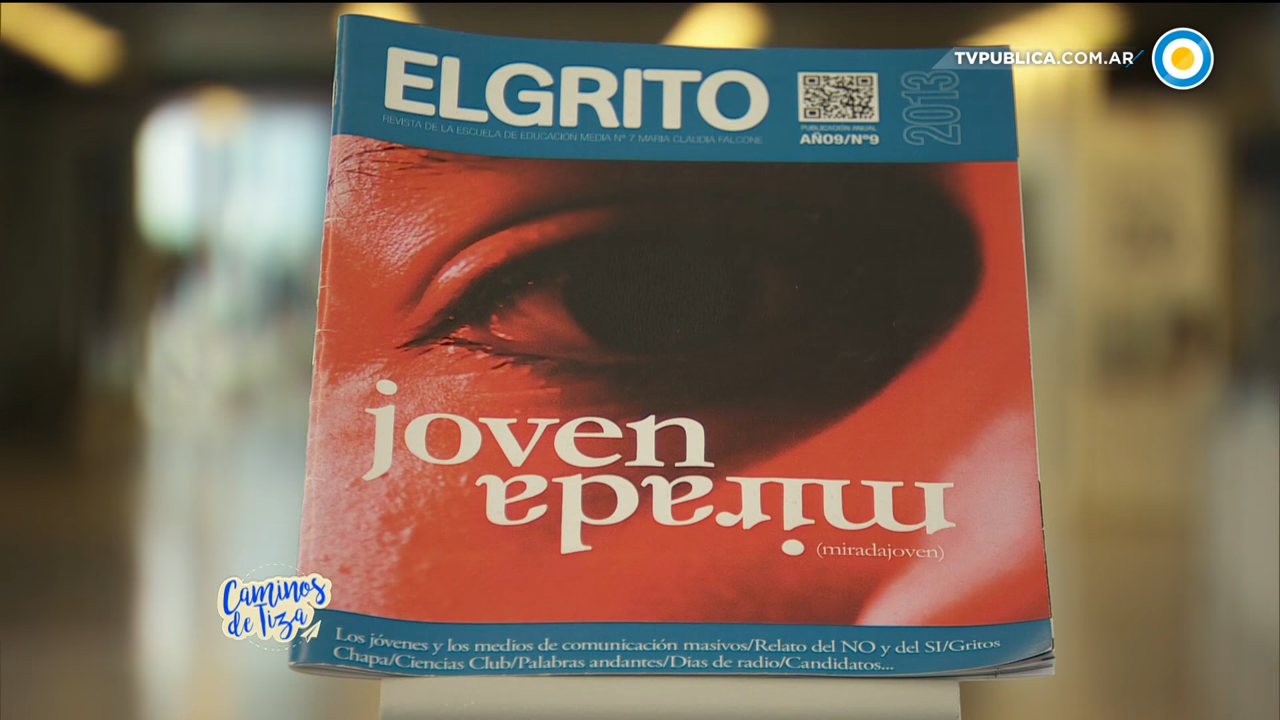 TVPUBLICA.COM.AR
ELGRITO
REVISTA DE LA ESCUELA DE EDUCACIÓN MEDIA Nº 7 MARIA CLAUDIA FALCONE
PUBLICACIÓN ANUAL
AÑO9/Nº9
2013
joven
mirada
(miradajoven)
Caminos
de Tiza
Los jóvenes y los medios de comunicación masivos/Relato del NO y del SI/Gritos
Chapa/Ciencias Club/Palabras andantes/Dias de radio/Candidatos...